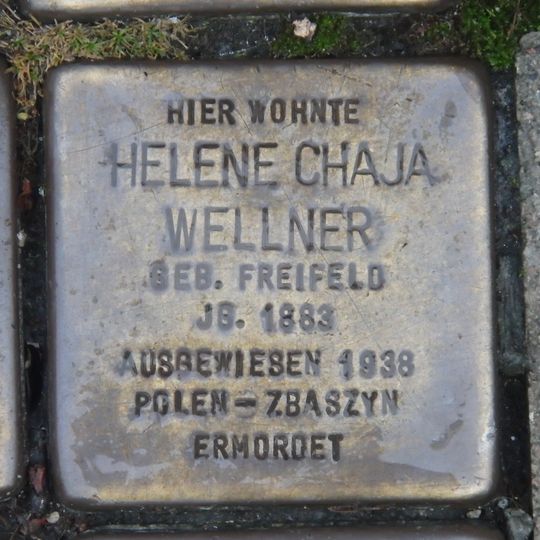 HIER WOHNTE
HELENE CHAJA
WELLNER
GEB. FREIFELD
JG. 1883
AUSGEWIESEN 1938
POLEN – ZBASZYN
ERMORDET